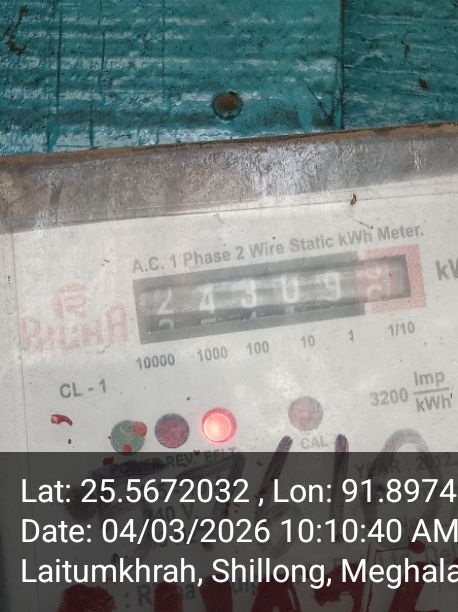 A.C. 1 Phase 2 Wire Static kWh Meter.
2 4 3 0 9
RICHA
10000 1000 100 10 1 1/10
CL - 1
3200 Imp/kWh
CAL
Lat: 25.5672032 , Lon: 91.8974
Date: 04/03/2026 10:10:40 AM
Laitumkhrah, Shillong, Meghala